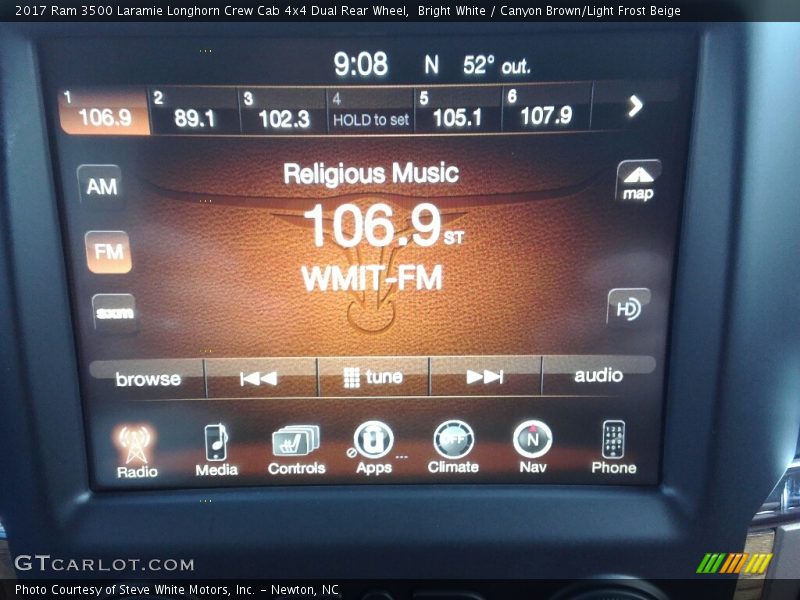 2017 Ram 3500 Laramie Longhorn Crew Cab 4x4 Dual Rear Wheel,  Bright White / Canyon Brown/Light Frost Beige
9:08 N 52° out.
1 2 3 4 5 6
106.9 89.1 102.3 HOLD to set 105.1 107.9
Religious Music
AM
map
106.9 ST
FM
WMIT-FM
sxm
HD
browse tune audio
OFF N
Radio Media Controls Apps Climate Nav Phone
GTCARLOT.COM
Photo Courtesy of Steve White Motors, Inc. - Newton, NC